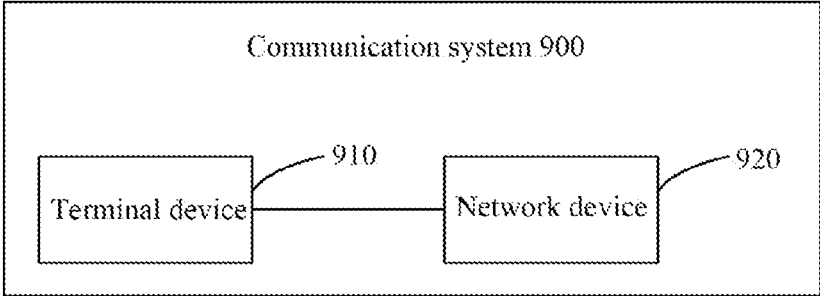 Communication system 900
910
920
Terminal device
Network device